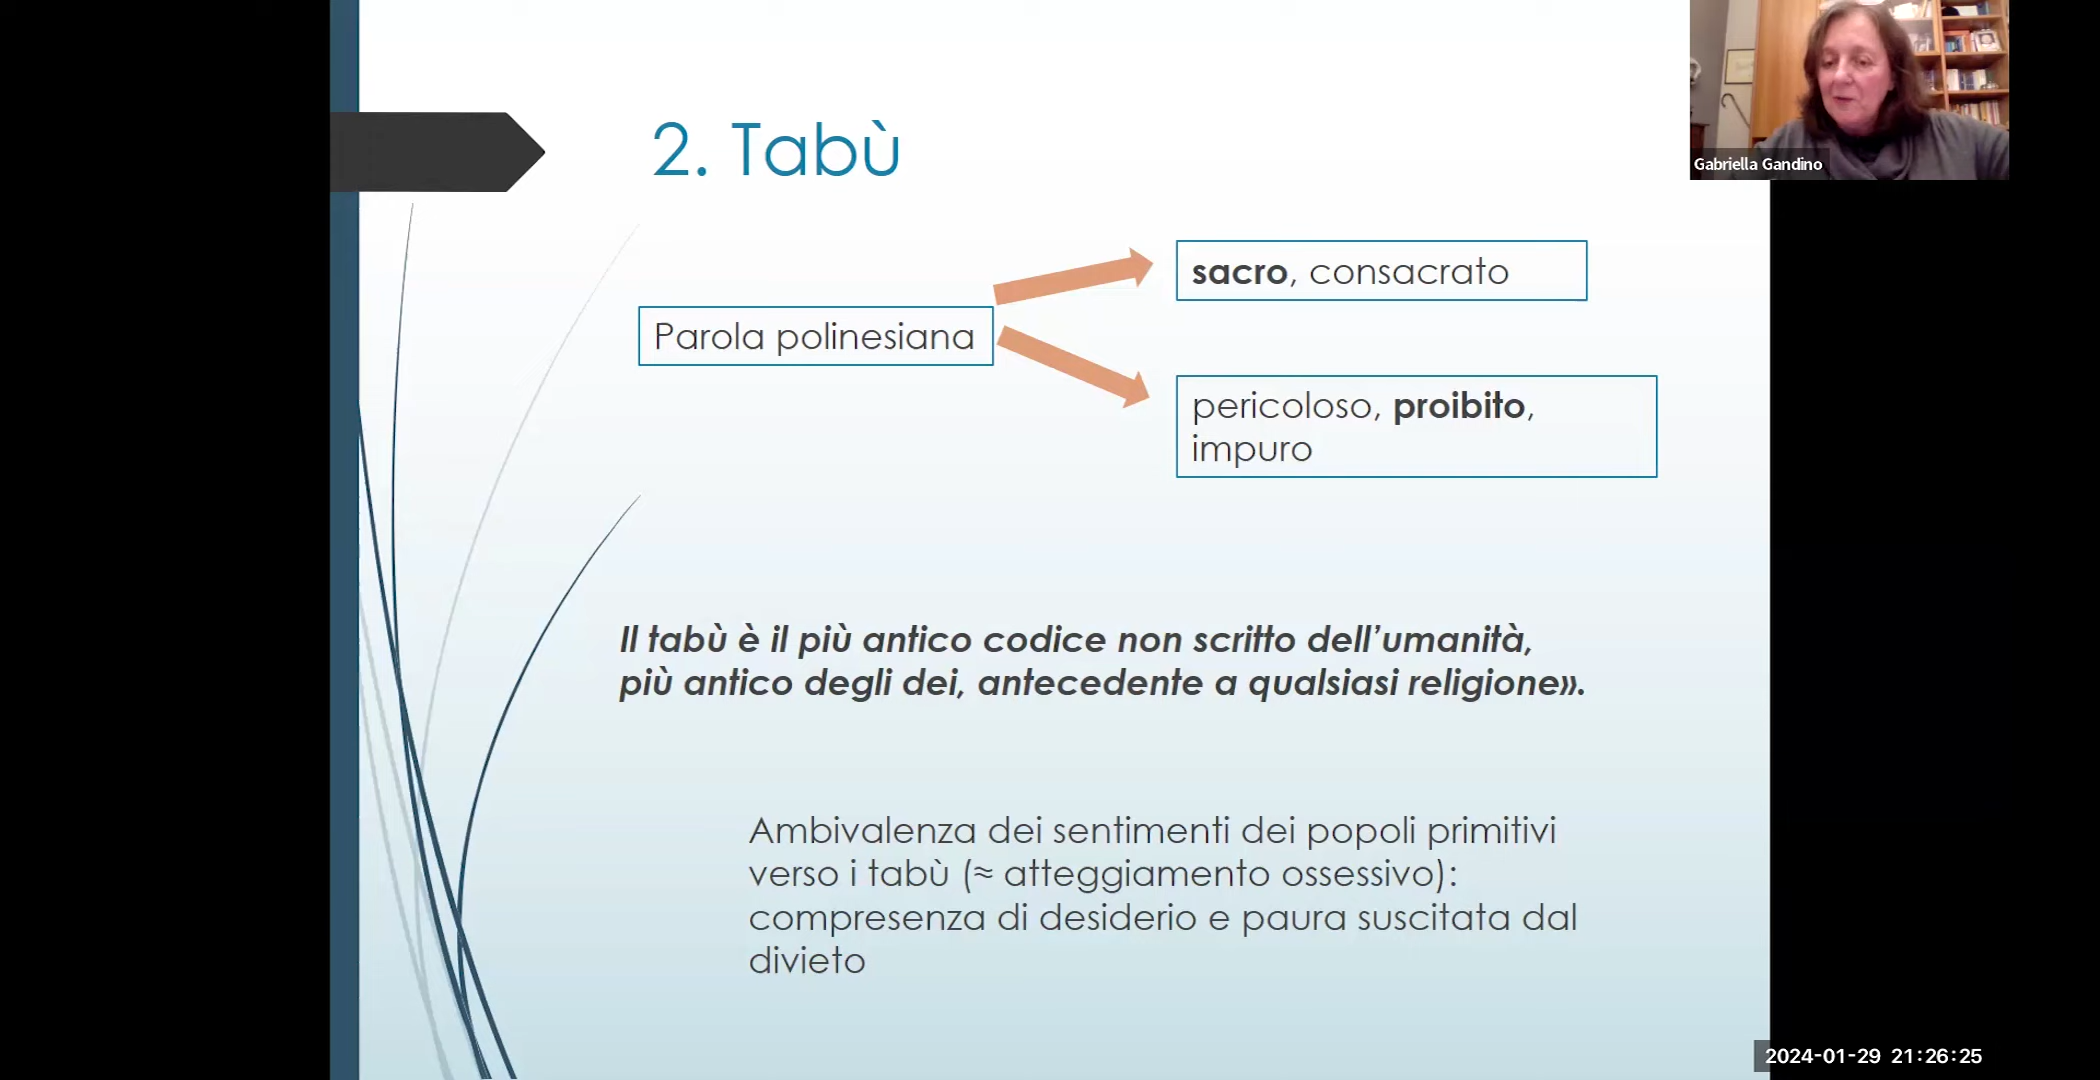 2. Tabù
sacro, consacrato
Parola polinesiana
pericoloso, proibito,
impuro
Il tabù è il più antico codice non scritto dell’umanità,
più antico degli dei, antecedente a qualsiasi religione».
Ambivalenza dei sentimenti dei popoli primitivi
verso i tabù (≈ atteggiamento ossessivo):
compresenza di desiderio e paura suscitata dal
divieto
Gabriella Gandino
2024-01-29 21:26:25